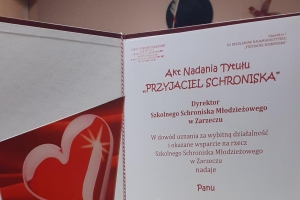 Akt Nadania Tytułu
„PRZYJACIEL SCHRONISKA”
Dyrektor
Szkolnego Schroniska Młodzieżowego
w Zarzeczu
W dowód uznania za wybitną działalność
i okazane wsparcie na rzecz
Szkolnego Schroniska Młodzieżowego
w Zarzeczu
nadaje
Panu